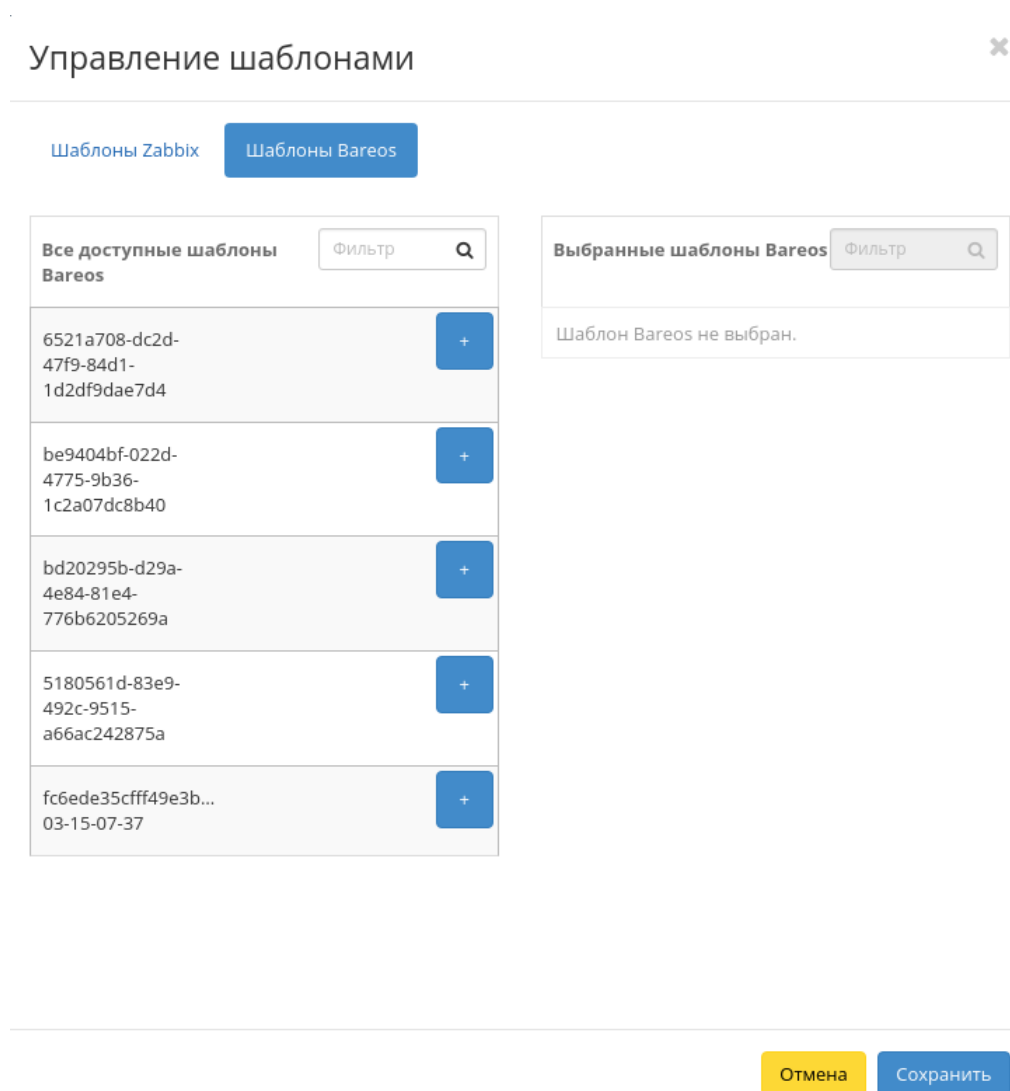 Управление шаблонами
Шаблоны Zabbix
Шаблоны Bareos
Все доступные шаблоны
Bareos
Фильтр
6521a708-dc2d-
47f9-84d1-
1d2df9dae7d4
+
be9404bf-022d-
4775-9b36-
1c2a07dc8b40
+
bd20295b-d29a-
4e84-81e4-
776b6205269a
+
5180561d-83e9-
492c-9515-
a66ac242875a
+
fc6ede35cfff49e3b...
03-15-07-37
+
Выбранные шаблоны Bareos
Фильтр
Шаблон Bareos не выбран.
Отмена
Сохранить